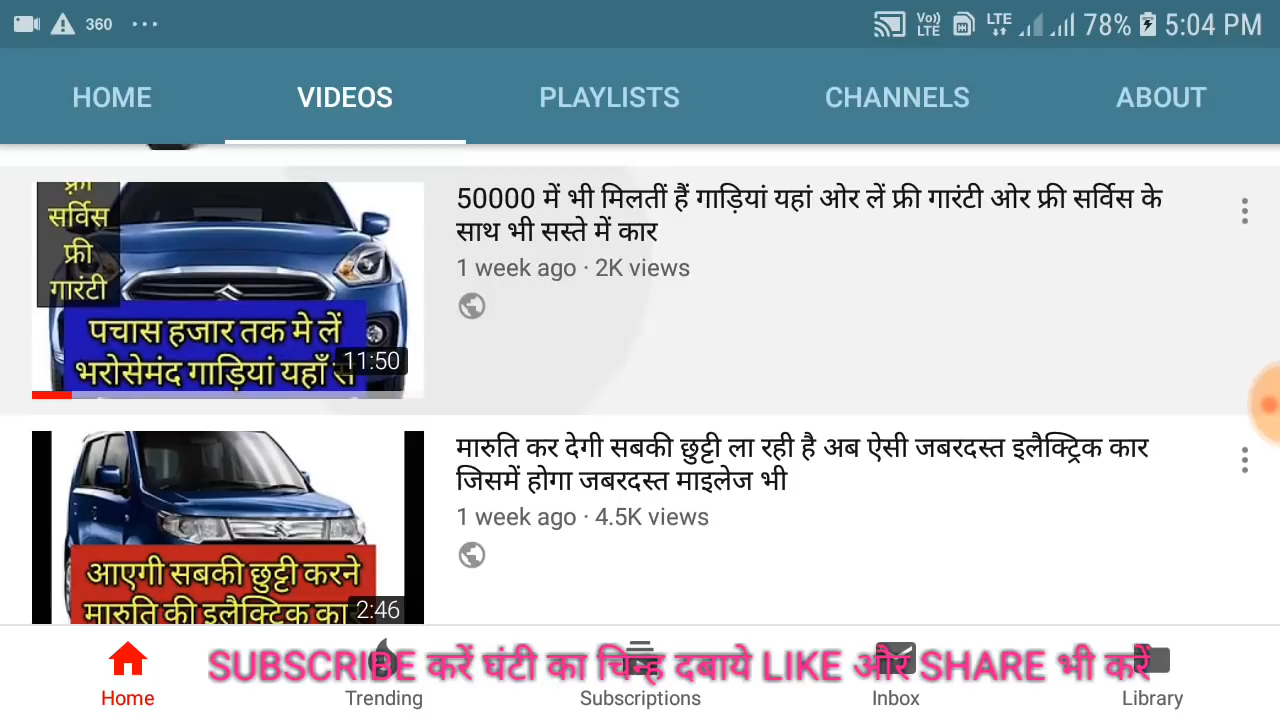 360 ... Vo)) LTE LTE 78% 5:04 PM
HOME VIDEOS PLAYLISTS CHANNELS ABOUT
फ़्री
सर्विस
फ्री
गारंटी
पचास हजार तक मे लें
भरोसेमंद गाड़ियां यहाँ से
11:50
50000 में भी मिलतीं हैं गाड़ियां यहां ओर लें फ्री गारंटी ओर फ्री सर्विस के
साथ भी सस्ते में कार
1 week ago · 2K views
आएगी सबकी छुट्टी करने
मारुति की इलैक्टिक कार
2:46
मारुति कर देगी सबकी छुट्टी ला रही है अब ऐसी जबरदस्त इलैक्ट्रिक कार
जिसमें होगा जबरदस्त माइलेज भी
1 week ago · 4.5K views
SUBSCRIBE करें घंटी का चिन्ह दबाये LIKE और SHARE भी करें
Home Trending Subscriptions Inbox Library